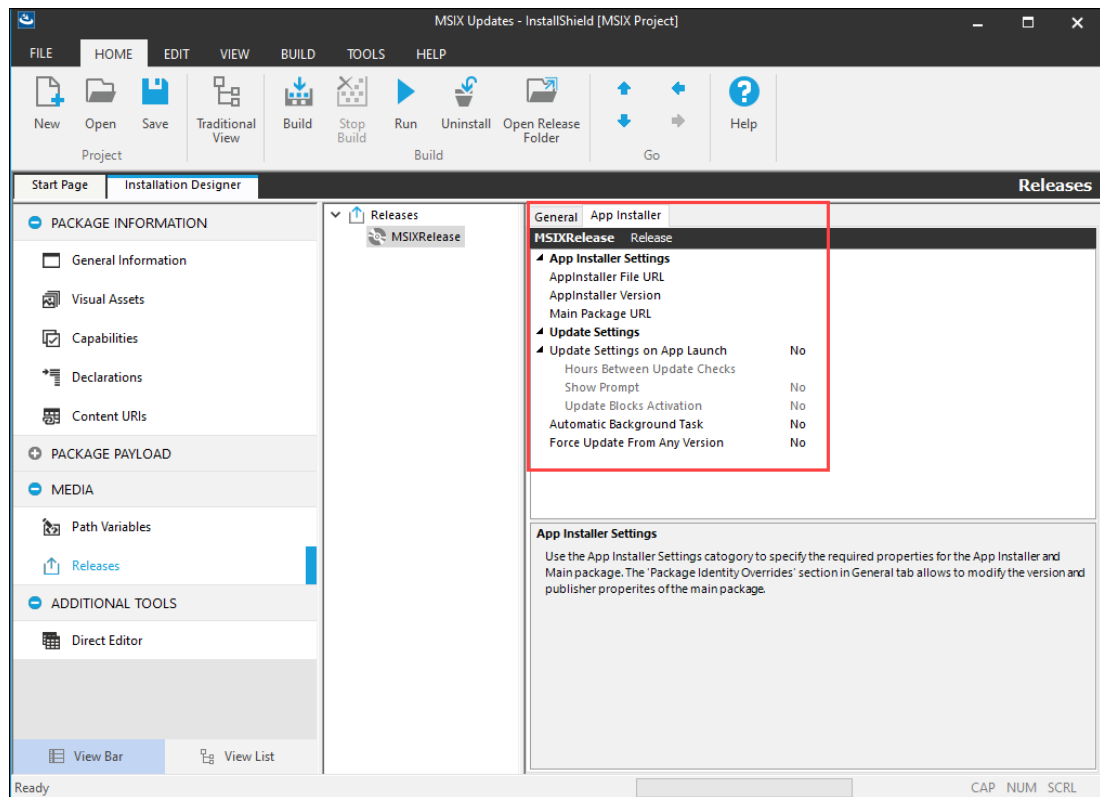 MSIX Updates - InstallShield [MSIX Project]
FILE HOME EDIT VIEW BUILD TOOLS HELP
New Open Save Traditional View Build Stop Build Run Uninstall Open Release Folder Help
Project Build Go
Start Page Installation Designer Releases
PACKAGE INFORMATION
General Information
Visual Assets
Capabilities
Declarations
Content URIs
PACKAGE PAYLOAD
MEDIA
Path Variables
Releases
ADDITIONAL TOOLS
Direct Editor
View Bar View List
Releases
MSIXRelease
General App Installer
MSIXRelease Release
App Installer Settings
AppInstaller File URL
AppInstaller Version
Main Package URL
Update Settings
Update Settings on App Launch No
Hours Between Update Checks
Show Prompt No
Update Blocks Activation No
Automatic Background Task No
Force Update From Any Version No
App Installer Settings
Use the App Installer Settings catogory to specify the required properties for the App Installer and
Main package. The 'Package Identity Overrides' section in General tab allows to modify the version and
publisher properites of the main package.
Ready CAP NUM SCRL